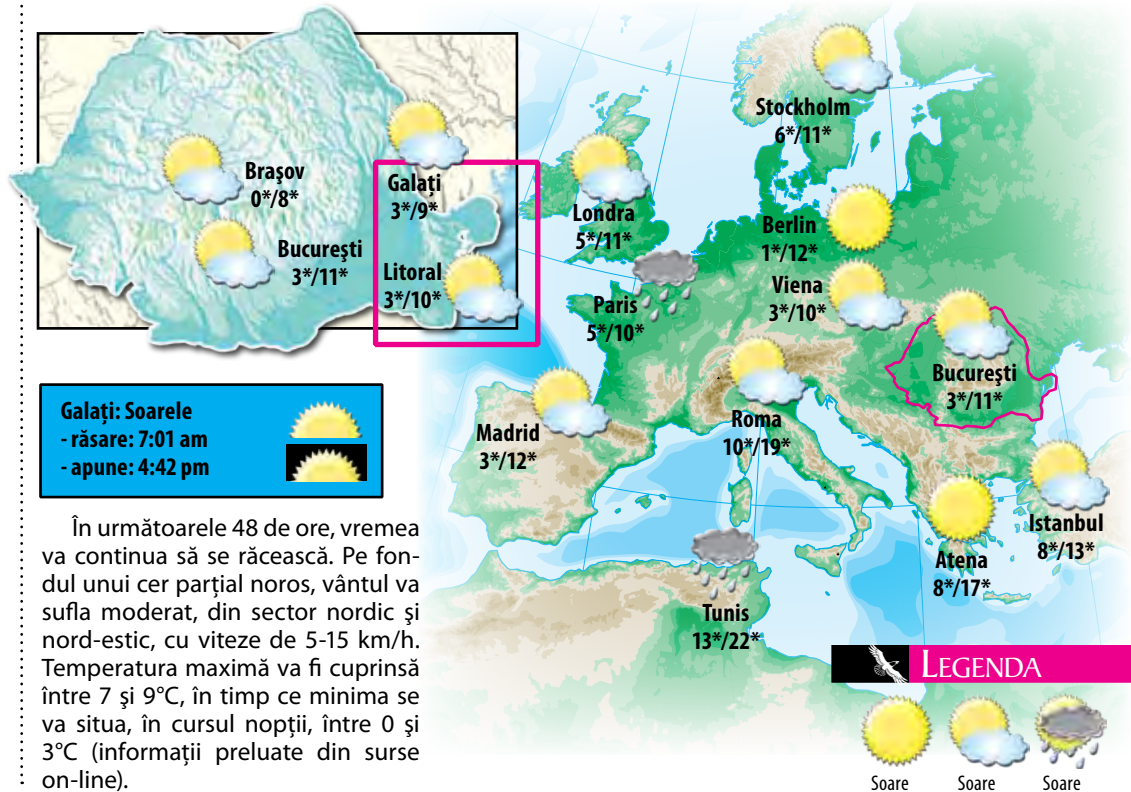 Braşov
0*/8*
Bucureşti
3*/11*
Galați
3*/9*
Litoral
3*/10*
Stockholm
6*/11*
Londra
5*/11*
Berlin
1*/12*
Paris
5*/10*
Viena
3*/10*
Bucureşti
3*/11*
Madrid
3*/12*
Roma
10*/19*
Istanbul
8*/13*
Atena
8*/17*
Tunis
13*/22*
Galați: Soarele
- răsare: 7:01 am
- apune: 4:42 pm
În următoarele 48 de ore, vremea
va continua să se răcească. Pe fon-
dul unui cer parțial noros, vântul va
sufla moderat, din sector nordic şi
nord-estic, cu viteze de 5-15 km/h.
Temperatura maximă va fi cuprinsă
între 7 şi 9°C, în timp ce minima se
va situa, în cursul nopții, între 0 şi
3°C (informații preluate din surse
on-line).
LEGENDA
Soare
Soare
Soare